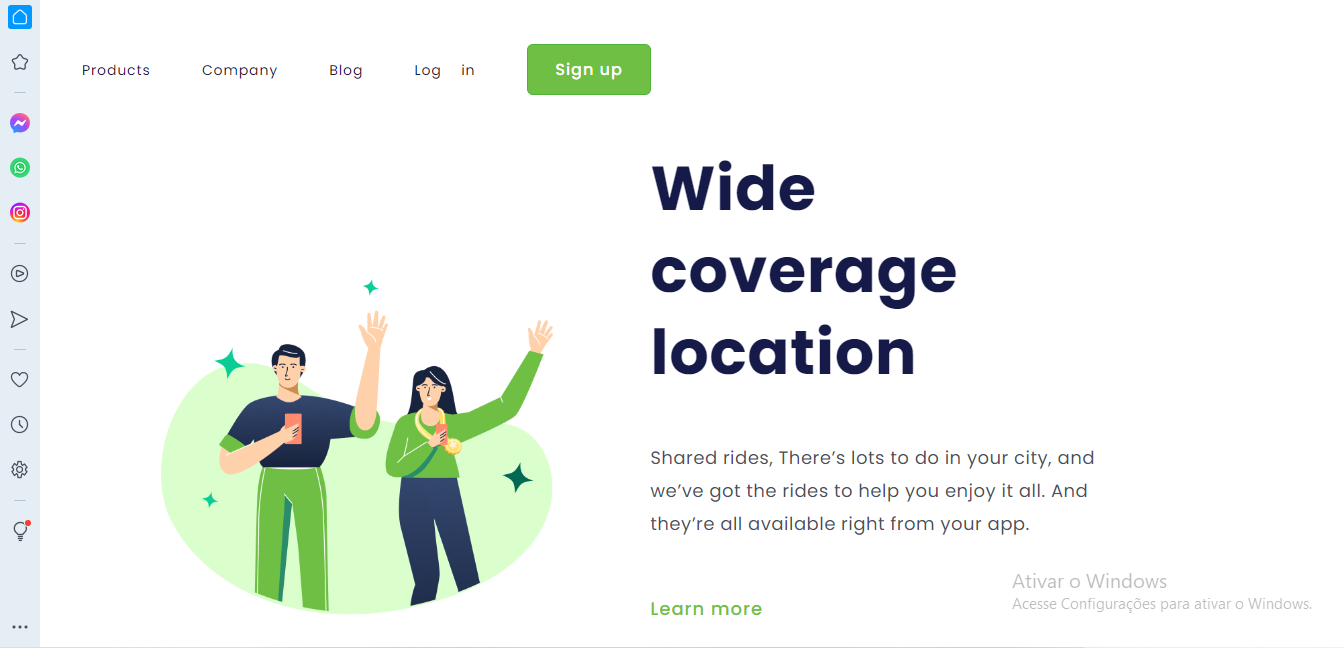 Products Company Blog Log in Sign up
Wide
coverage
location
Shared rides, There’s lots to do in your city, and
we’ve got the rides to help you enjoy it all. And
they’re all available right from your app.
Learn more
Ativar o Windows
Acesse Configurações para ativar o Windows.